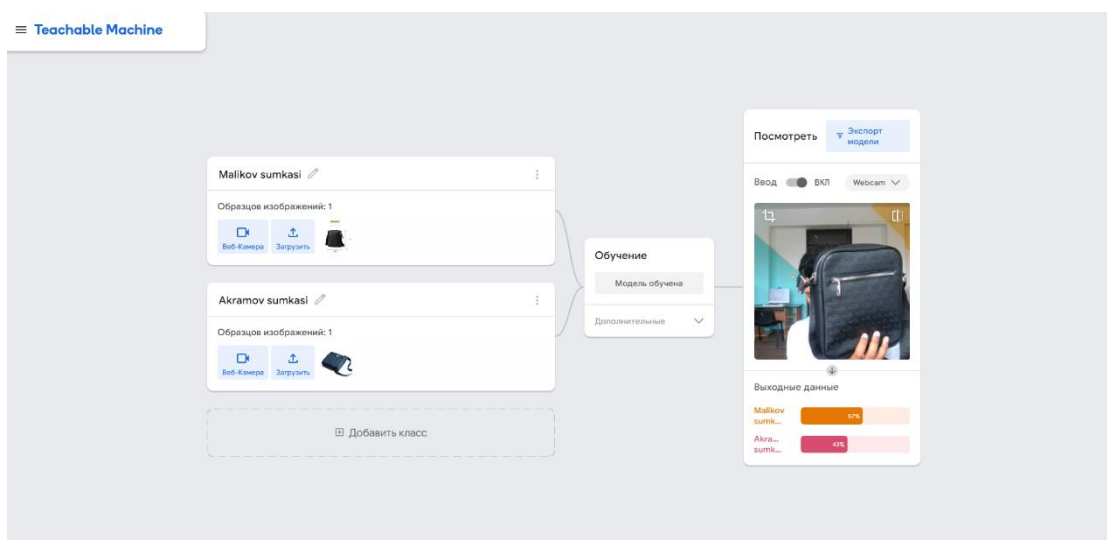 Teachable Machine
Malikov sumkasi
Образцов изображений: 1
Веб-Камера
Загрузить
Akramov sumkasi
Образцов изображений: 1
Веб-Камера
Загрузить
Добавить класс
Обучение
Модель обучена
Дополнительные
Посмотреть
Экспорт
модели
Ввод ВКЛ Webcam
Выходные данные
Malikov
sumk...
57%
Akra...
sumk...
43%